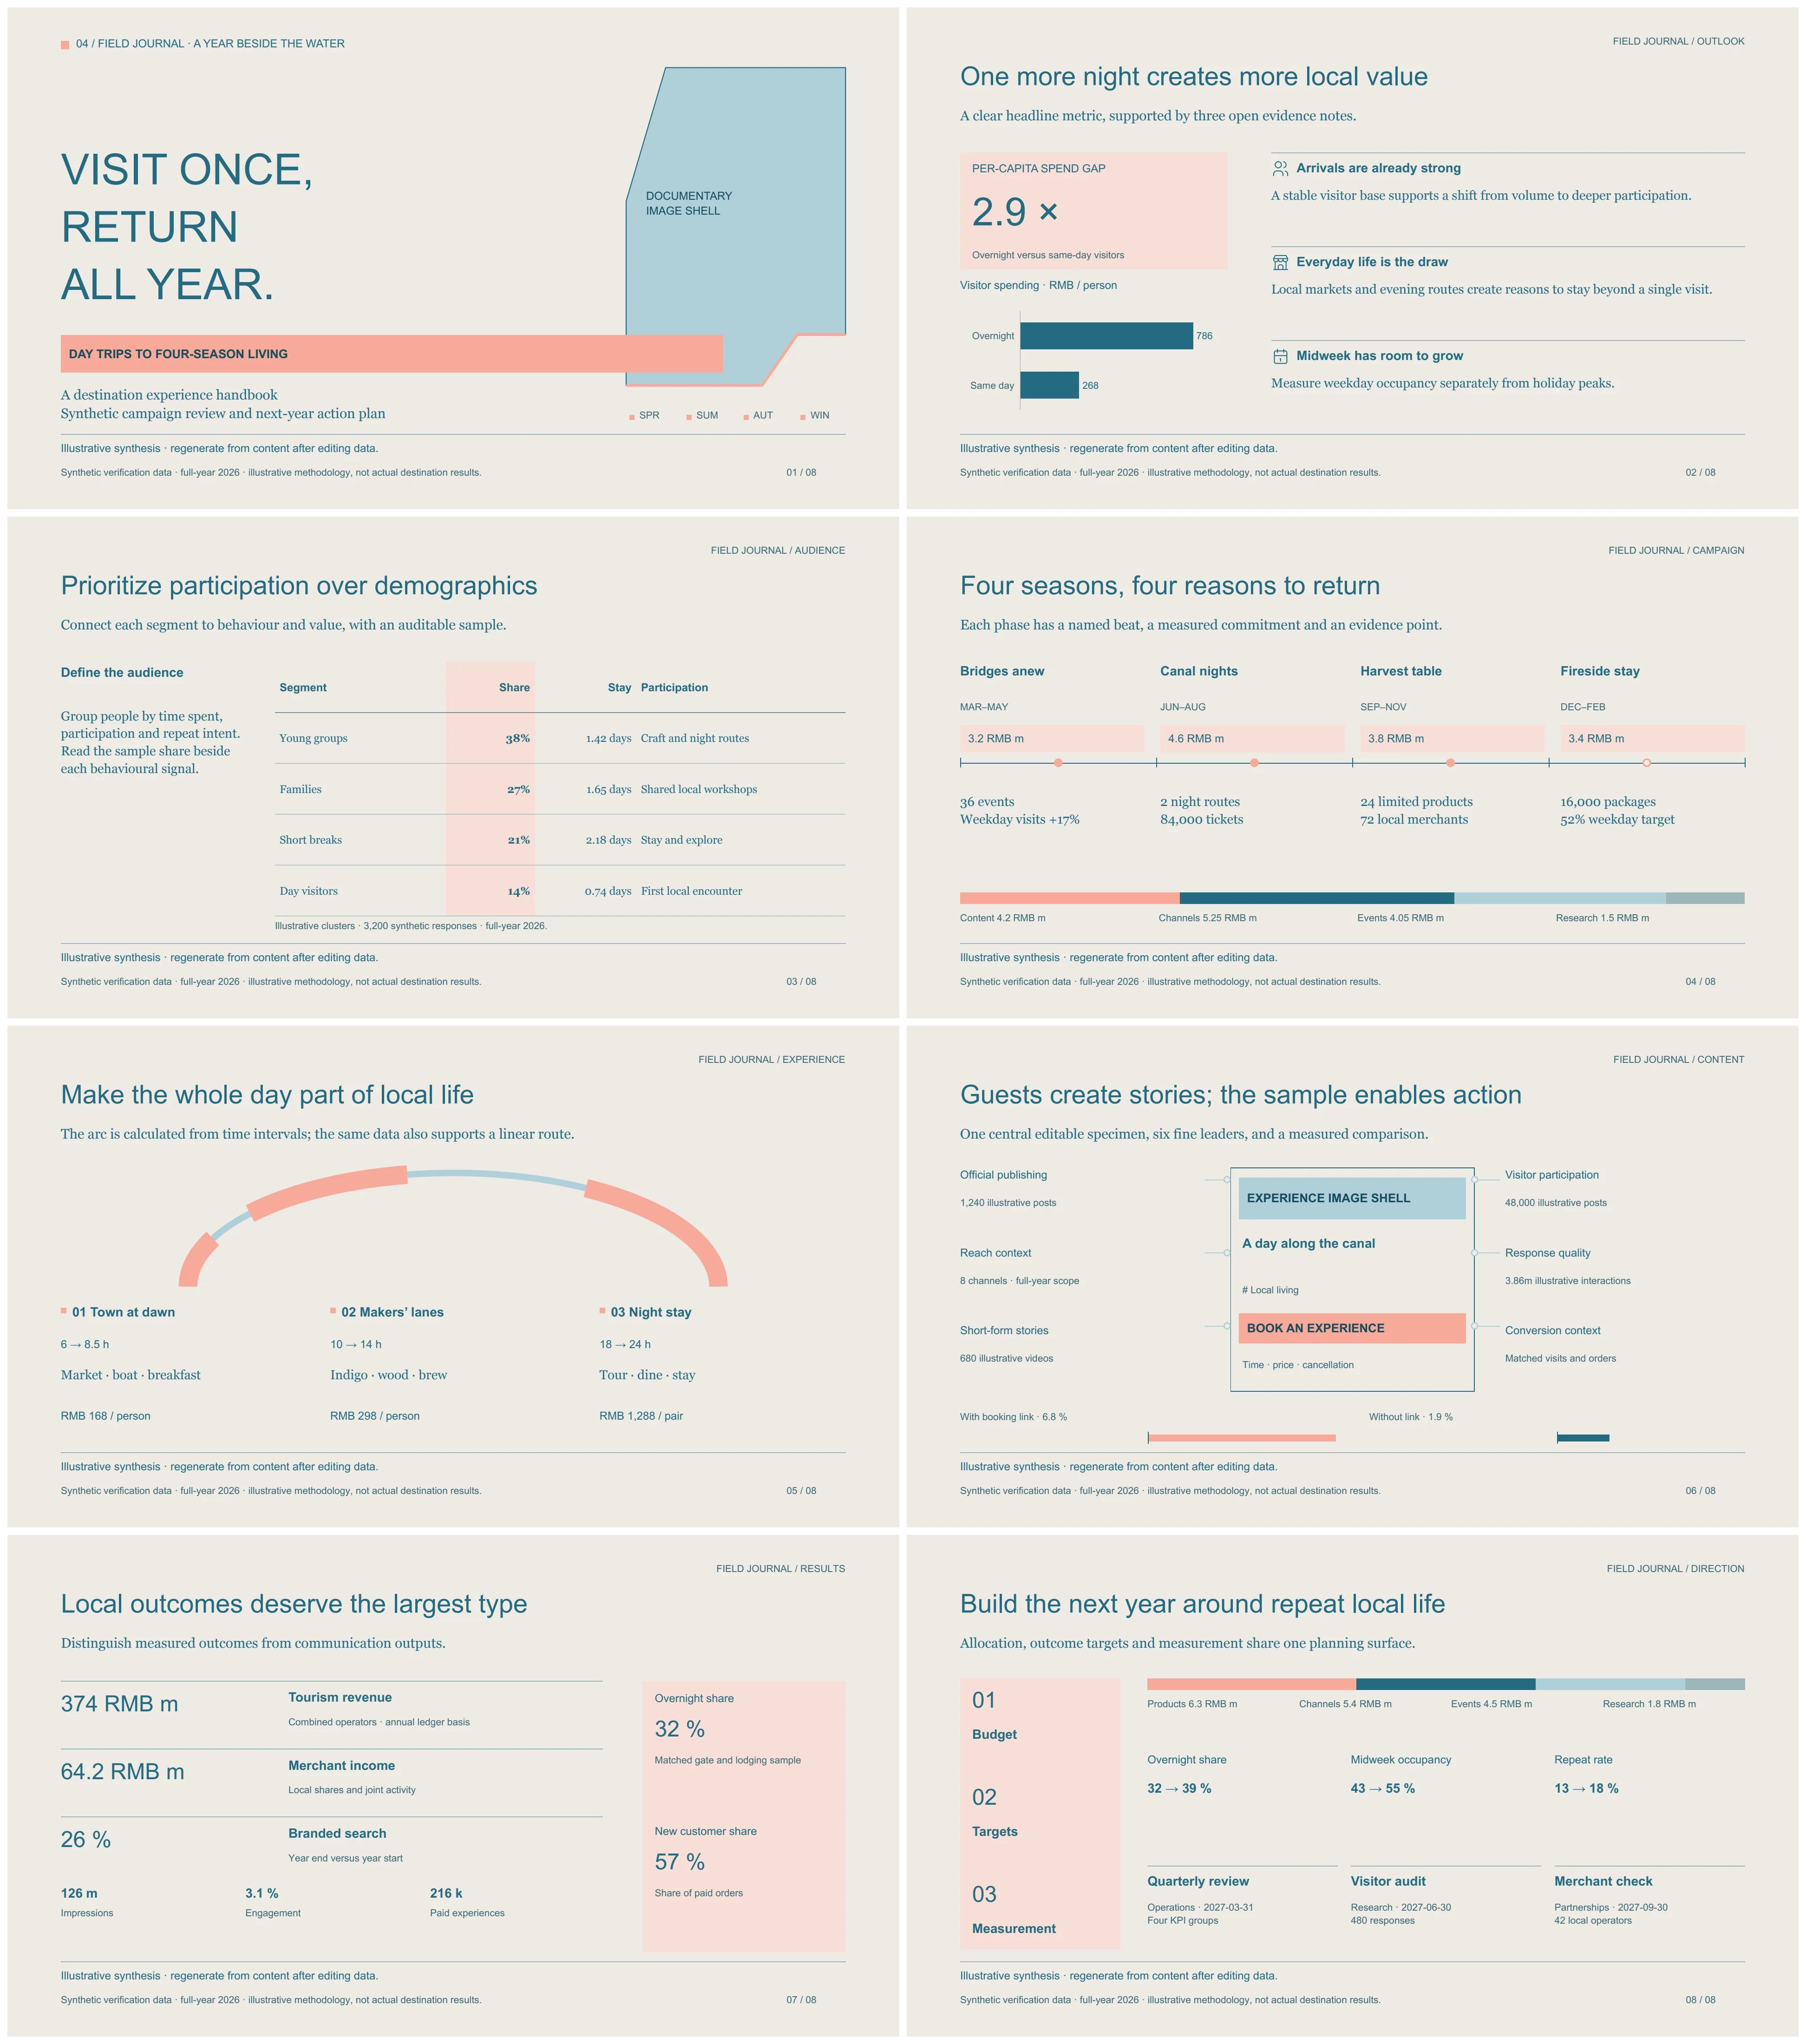 04 / FIELD JOURNAL · A YEAR BESIDE THE WATER
VISIT ONCE,
RETURN
ALL YEAR.
DOCUMENTARY
IMAGE SHELL
DAY TRIPS TO FOUR-SEASON LIVING
A destination experience handbook
Synthetic campaign review and next-year action plan
SPR SUM AUT WIN
Illustrative synthesis · regenerate from content after editing data.
Synthetic verification data · full-year 2026 · illustrative methodology, not actual destination results. 01 / 08
FIELD JOURNAL / OUTLOOK
One more night creates more local value
A clear headline metric, supported by three open evidence notes.
PER-CAPITA SPEND GAP
2.9 ×
Overnight versus same-day visitors
Visitor spending · RMB / person
Overnight 786
Same day 268
Arrivals are already strong
A stable visitor base supports a shift from volume to deeper participation.
Everyday life is the draw
Local markets and evening routes create reasons to stay beyond a single visit.
Midweek has room to grow
Measure weekday occupancy separately from holiday peaks.
Illustrative synthesis · regenerate from content after editing data.
Synthetic verification data · full-year 2026 · illustrative methodology, not actual destination results. 02 / 08
FIELD JOURNAL / AUDIENCE
Prioritize participation over demographics
Connect each segment to behaviour and value, with an auditable sample.
Define the audience
Group people by time spent,
participation and repeat intent.
Read the sample share beside
each behavioural signal.
Segment Share Stay Participation
Young groups 38% 1.42 days Craft and night routes
Families 27% 1.65 days Shared local workshops
Short breaks 21% 2.18 days Stay and explore
Day visitors 14% 0.74 days First local encounter
Illustrative clusters · 3,200 synthetic responses · full-year 2026.
Illustrative synthesis · regenerate from content after editing data.
Synthetic verification data · full-year 2026 · illustrative methodology, not actual destination results. 03 / 08
FIELD JOURNAL / CAMPAIGN
Four seasons, four reasons to return
Each phase has a named beat, a measured commitment and an evidence point.
Bridges anew Canal nights Harvest table Fireside stay
MAR–MAY JUN–AUG SEP–NOV DEC–FEB
3.2 RMB m 4.6 RMB m 3.8 RMB m 3.4 RMB m
36 events 2 night routes 24 limited products 16,000 packages
Weekday visits +17% 84,000 tickets 72 local merchants 52% weekday target
Content 4.2 RMB m Channels 5.25 RMB m Events 4.05 RMB m Research 1.5 RMB m
Illustrative synthesis · regenerate from content after editing data.
Synthetic verification data · full-year 2026 · illustrative methodology, not actual destination results. 04 / 08
FIELD JOURNAL / EXPERIENCE
Make the whole day part of local life
The arc is calculated from time intervals; the same data also supports a linear route.
01 Town at dawn 02 Makers’ lanes 03 Night stay
6 → 8.5 h 10 → 14 h 18 → 24 h
Market · boat · breakfast Indigo · wood · brew Tour · dine · stay
RMB 168 / person RMB 298 / person RMB 1,288 / pair
Illustrative synthesis · regenerate from content after editing data.
Synthetic verification data · full-year 2026 · illustrative methodology, not actual destination results. 05 / 08
FIELD JOURNAL / CONTENT
Guests create stories; the sample enables action
One central editable specimen, six fine leaders, and a measured comparison.
Official publishing
1,240 illustrative posts
Reach context
8 channels · full-year scope
Short-form stories
680 illustrative videos
EXPERIENCE IMAGE SHELL
A day along the canal
# Local living
BOOK AN EXPERIENCE
Time · price · cancellation
Visitor participation
48,000 illustrative posts
Response quality
3.86m illustrative interactions
Conversion context
Matched visits and orders
With booking link · 6.8 % Without link · 1.9 %
Illustrative synthesis · regenerate from content after editing data.
Synthetic verification data · full-year 2026 · illustrative methodology, not actual destination results. 06 / 08
FIELD JOURNAL / RESULTS
Local outcomes deserve the largest type
Distinguish measured outcomes from communication outputs.
374 RMB m Tourism revenue
Combined operators · annual ledger basis
64.2 RMB m Merchant income
Local shares and joint activity
26 % Branded search
Year end versus year start
126 m 3.1 % 216 k
Impressions Engagement Paid experiences
Overnight share
32 %
Matched gate and lodging sample
New customer share
57 %
Share of paid orders
Illustrative synthesis · regenerate from content after editing data.
Synthetic verification data · full-year 2026 · illustrative methodology, not actual destination results. 07 / 08
FIELD JOURNAL / DIRECTION
Build the next year around repeat local life
Allocation, outcome targets and measurement share one planning surface.
01
Budget
02
Targets
03
Measurement
Products 6.3 RMB m Channels 5.4 RMB m Events 4.5 RMB m Research 1.8 RMB m
Overnight share Midweek occupancy Repeat rate
32 → 39 % 43 → 55 % 13 → 18 %
Quarterly review Visitor audit Merchant check
Operations · 2027-03-31 Research · 2027-06-30 Partnerships · 2027-09-30
Four KPI groups 480 responses 42 local operators
Illustrative synthesis · regenerate from content after editing data.
Synthetic verification data · full-year 2026 · illustrative methodology, not actual destination results. 08 / 08